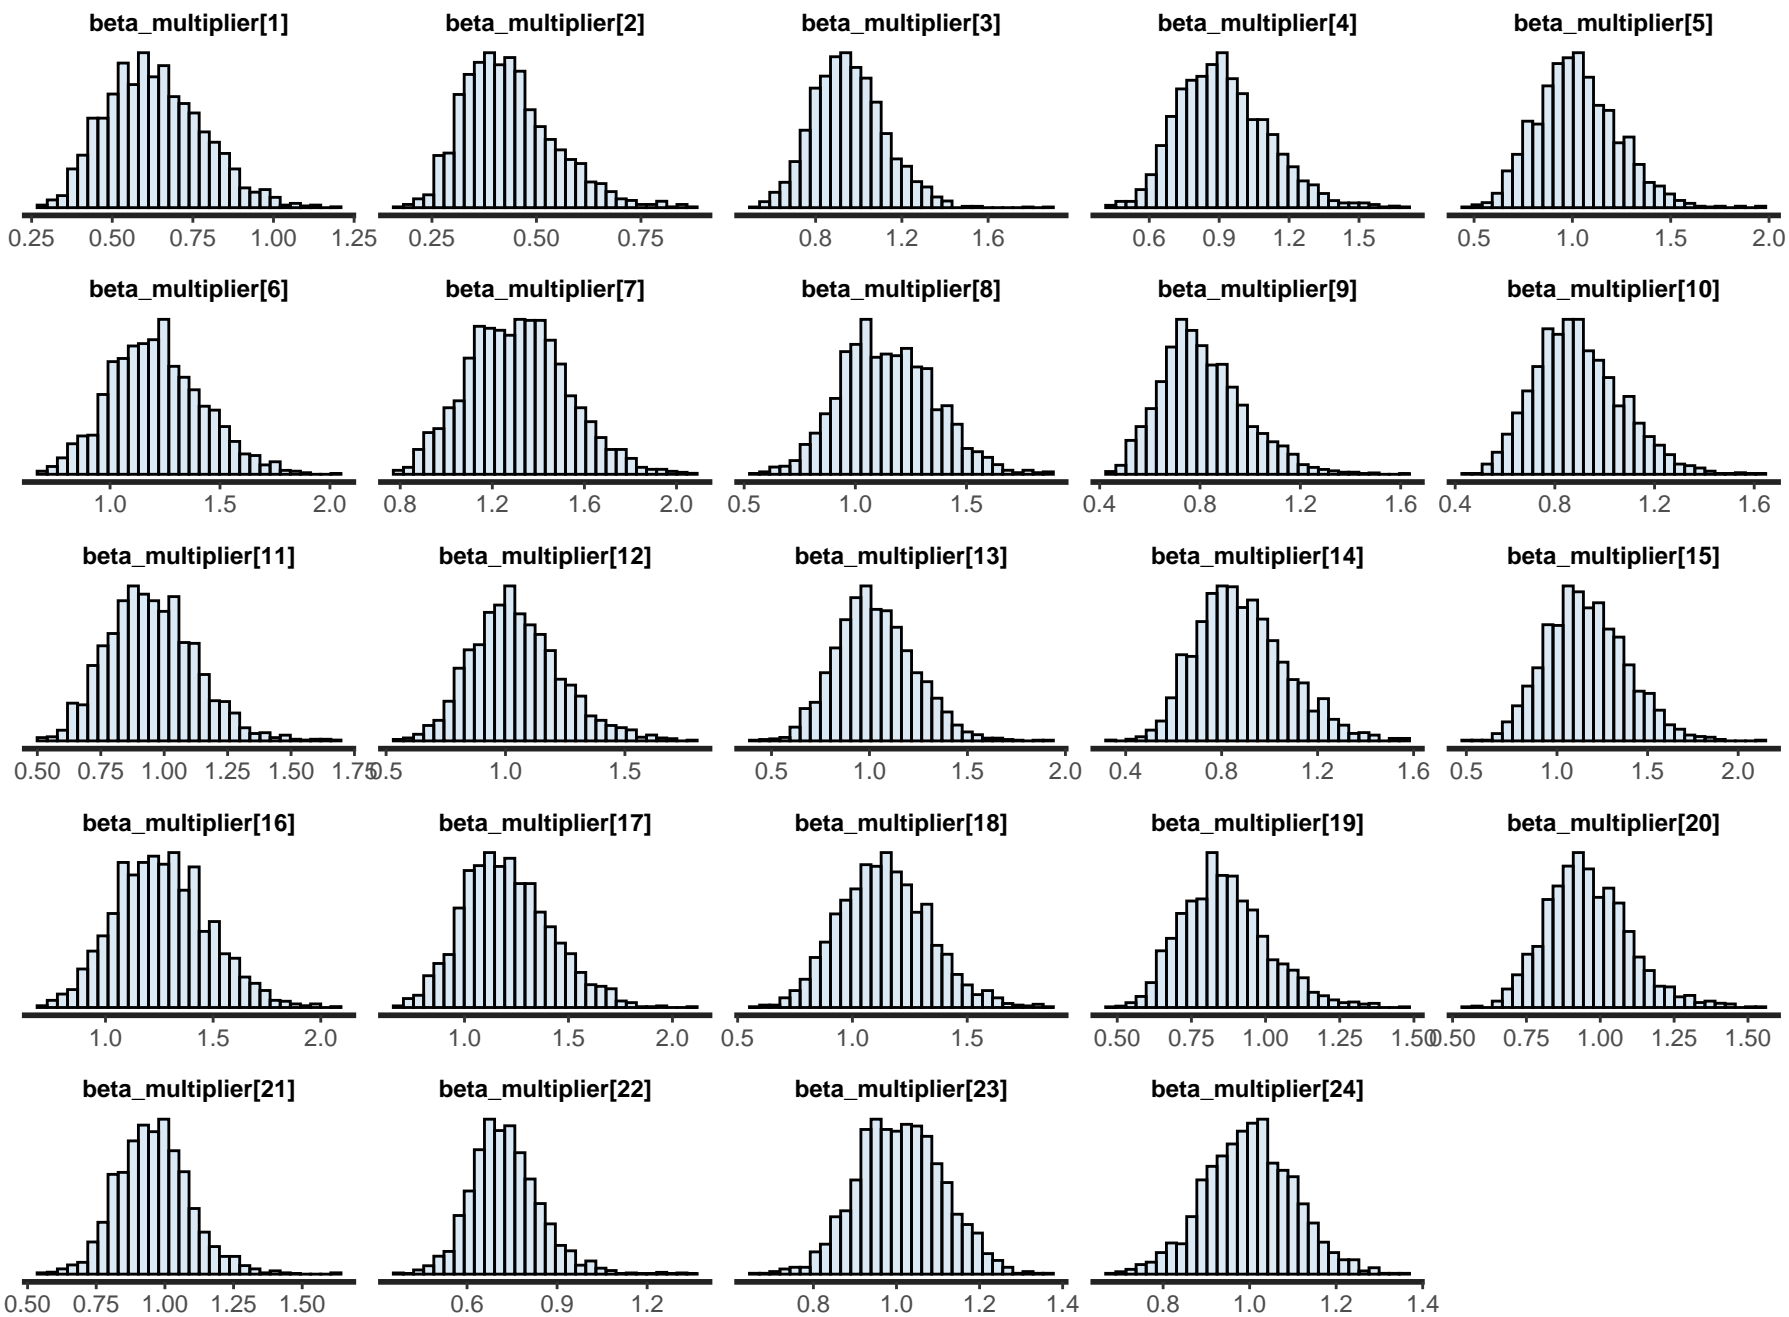 beta_multiplier[1] beta_multiplier[2] beta_multiplier[3] beta_multiplier[4] beta_multiplier[5]
0.25 0.50 0.75 1.00 1.25 0.25 0.50 0.75 0.8 1.2 1.6 0.6 0.9 1.2 1.5 0.5 1.0 1.5 2.0
beta_multiplier[6] beta_multiplier[7] beta_multiplier[8] beta_multiplier[9] beta_multiplier[10]
1.0 1.5 2.0 0.8 1.2 1.6 2.0 0.5 1.0 1.5 0.4 0.8 1.2 1.6 0.4 0.8 1.2 1.6
beta_multiplier[11] beta_multiplier[12] beta_multiplier[13] beta_multiplier[14] beta_multiplier[15]
0.50 0.75 1.00 1.25 1.50 1.75 0.5 1.0 1.5 0.5 1.0 1.5 2.0 0.4 0.8 1.2 1.6 0.5 1.0 1.5 2.0
beta_multiplier[16] beta_multiplier[17] beta_multiplier[18] beta_multiplier[19] beta_multiplier[20]
1.0 1.5 2.0 1.0 1.5 2.0 0.5 1.0 1.5 0.50 0.75 1.00 1.25 1.50 0.50 0.75 1.00 1.25 1.50
beta_multiplier[21] beta_multiplier[22] beta_multiplier[23] beta_multiplier[24]
0.50 0.75 1.00 1.25 1.50 0.6 0.9 1.2 0.8 1.0 1.2 1.4 0.8 1.0 1.2 1.4